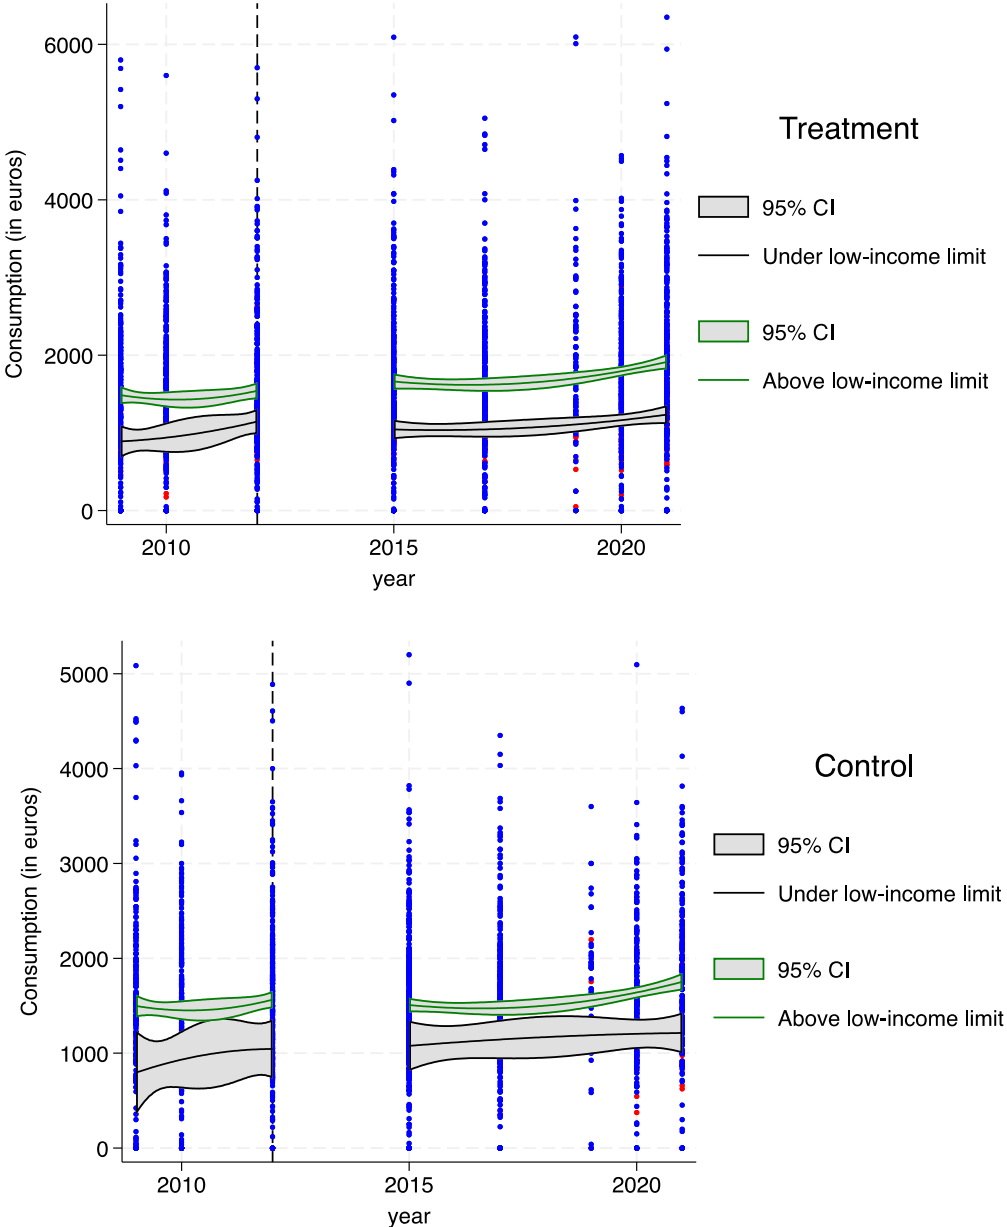 Consumption (in euros)
6000
4000
2000
0
2010
2015
2020
year
Treatment
95% CI
Under low-income limit
95% CI
Above low-income limit
Consumption (in euros)
5000
4000
3000
2000
1000
0
2010
2015
2020
year
Control
95% CI
Under low-income limit
95% CI
Above low-income limit